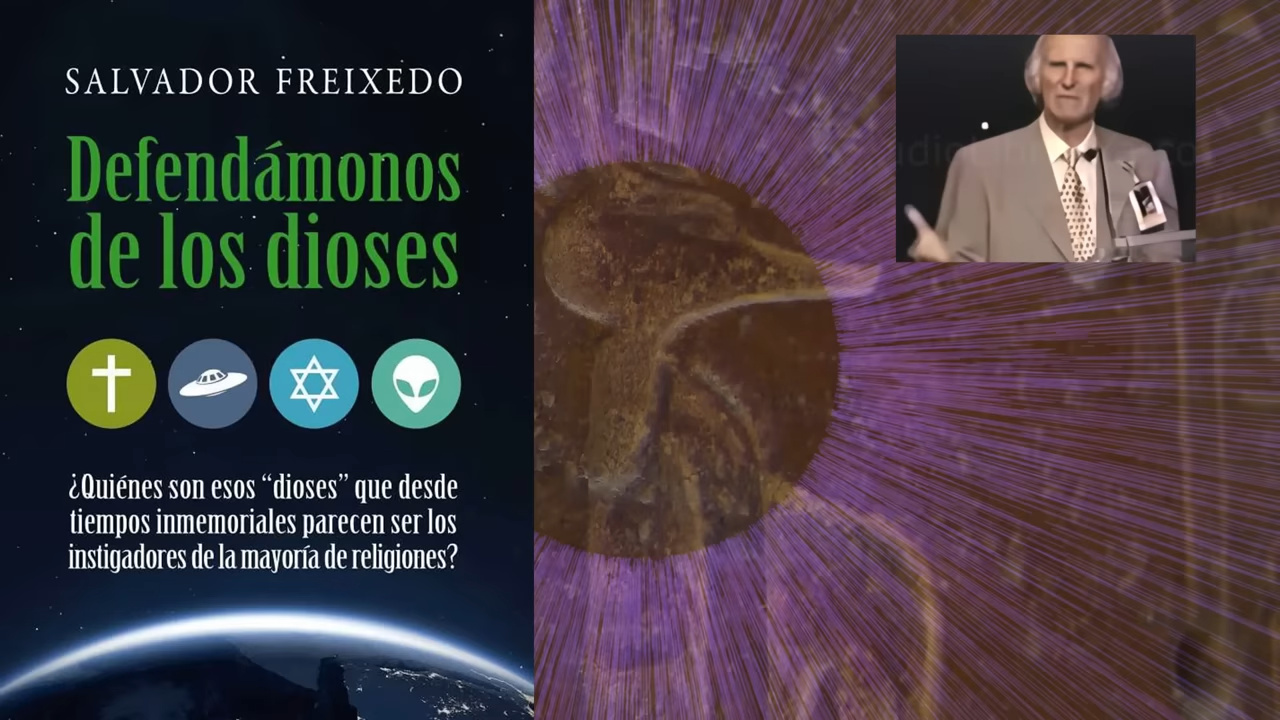 SALVADOR FREIXEDO
Defendámonos
de los dioses
¿Quiénes son esos “dioses” que desde
tiempos inmemoriales parecen ser los
instigadores de la mayoría de religiones?